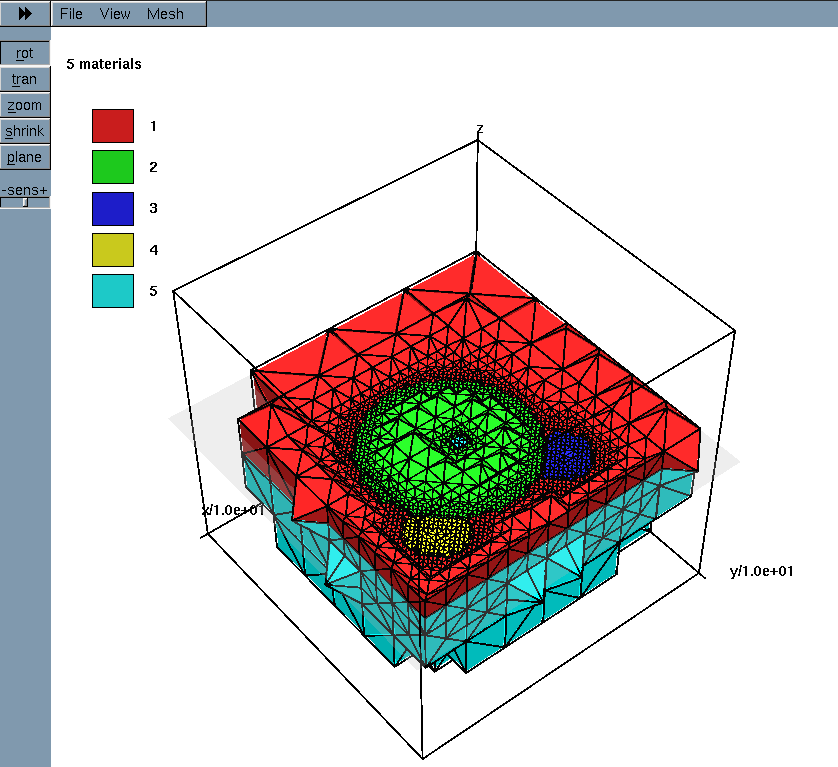 File View Mesh
rot
tran
zoom
shrink
plane
-sens+
5 materials
1
2
3
4
5
z
x/1.0e+01
y/1.0e+01